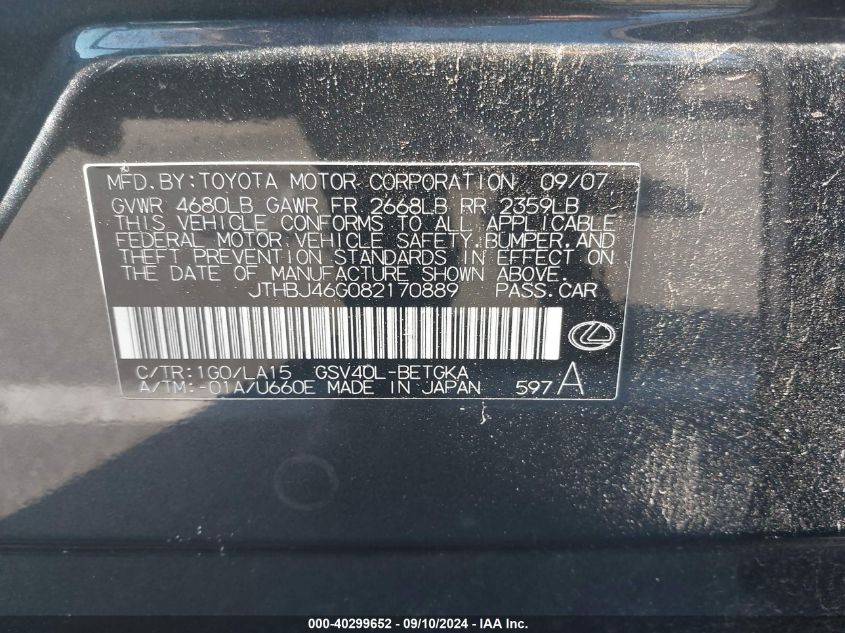 MFD.BY:TOYOTA MOTOR CORPORATION 09/07
GVWR 4680LB GAWR FR 2668LB RR 2359LB
THIS VEHICLE CONFORMS TO ALL APPLICABLE
FEDERAL MOTOR VEHICLE SAFETY,BUMPER,AND
THEFT PREVENTION STANDARDS IN EFFECT ON
THE DATE OF MANUFACTURE SHOWN ABOVE.
JTHBJ46G082170889 PASS.CAR
C/TR:1G0/LA15 GSV40L-BETGKA
A/TM:-01A/U660E MADE IN JAPAN 597A
000-40299652 - 09/10/2024 - IAA Inc.